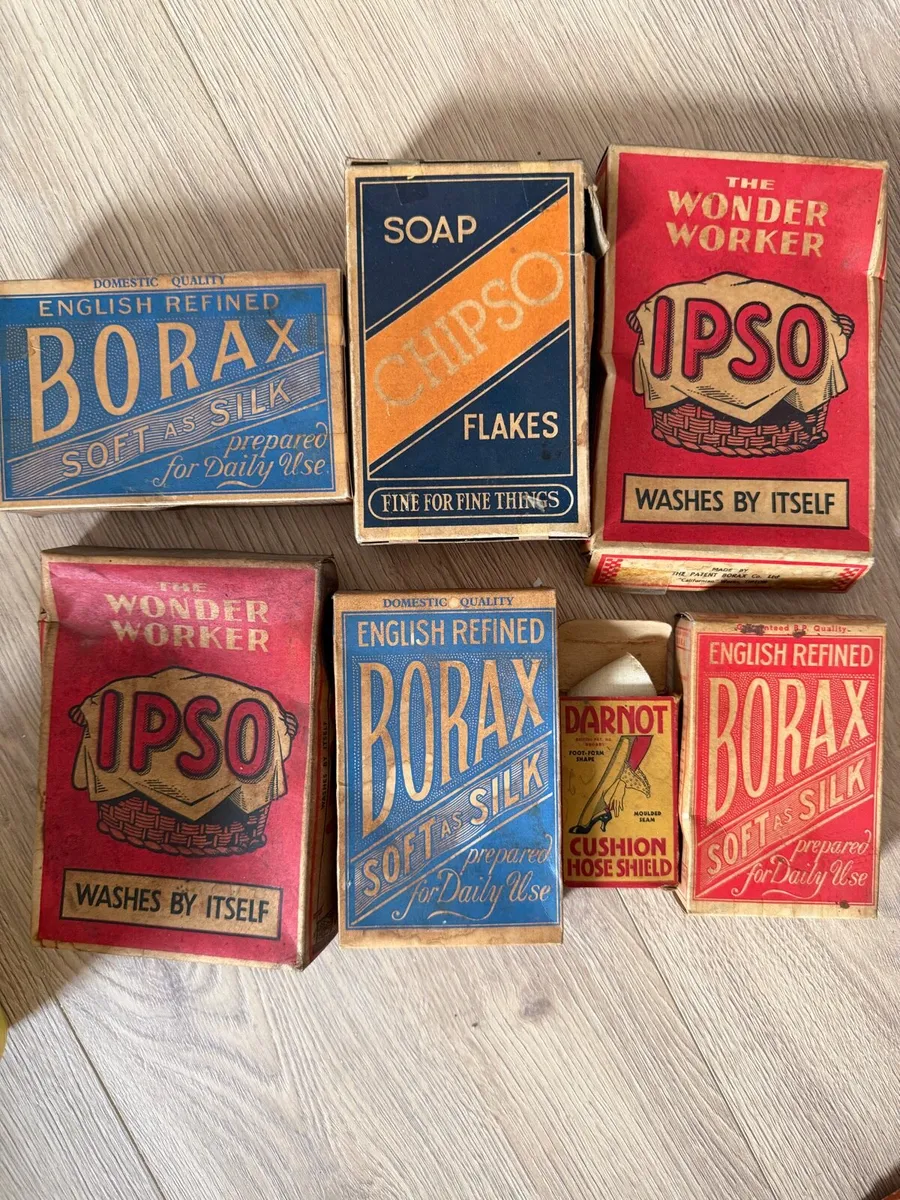 DOMESTIC QUALITY
ENGLISH REFINED
BORAX
SOFT AS SILK
prepared
for Daily Use
SOAP
CHIPSO
FLAKES
FINE FOR FINE THINGS
THE
WONDER
WORKER
IPSO
WASHES BY ITSELF
MADE BY
THE PATENT BORAX Co. Ltd
THE
WONDER
WORKER
IPSO
WASHES BY ITSELF
DOMESTIC QUALITY
ENGLISH REFINED
BORAX
SOFT AS SILK
prepared
for Daily Use
DARNOT
FOOT-FORM
SHAPE
MOULDED
SEAM
CUSHION
HOSE SHIELD
Guaranteed B.P. Quality.
ENGLISH REFINED
BORAX
SOFT AS SILK
prepared
for Daily Use